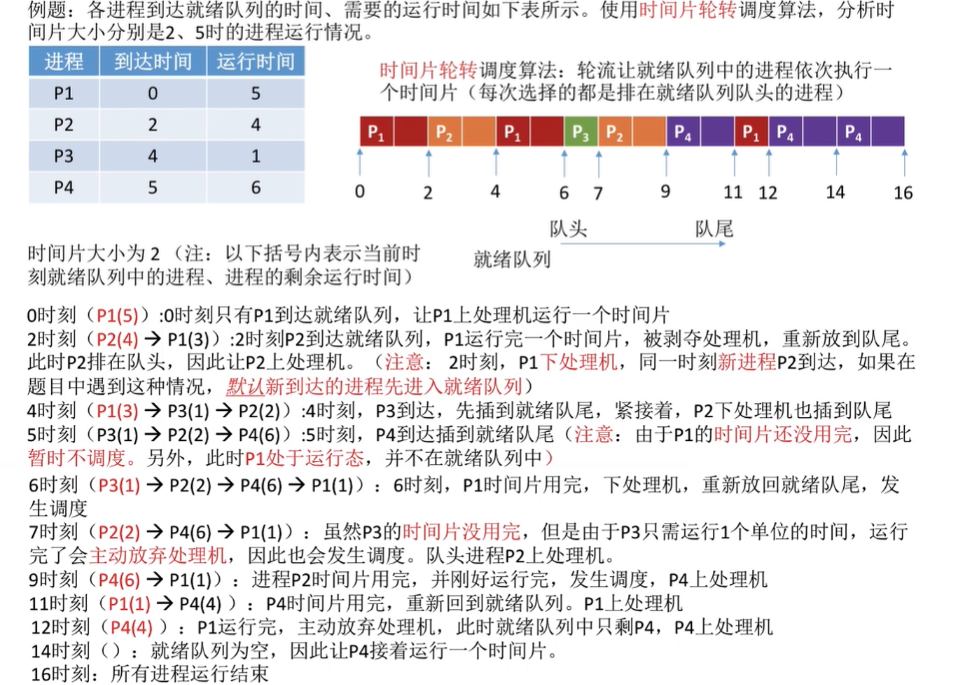 例题：各进程到达就绪队列的时间、需要的运行时间如下表所示。使用时间片轮转调度算法，分析时
间片大小分别是2、5时的进程运行情况。
进程 到达时间 运行时间
P1 0 5
P2 2 4
P3 4 1
P4 5 6
时间片轮转调度算法：轮流让就绪队列中的进程依次执行一
个时间片（每次选择的都是排在就绪队列队头的进程）
P1 P2 P1 P3 P2 P4 P1 P4 P4
0 2 4 6 7 9 11 12 14 16
队头 队尾
就绪队列
时间片大小为 2 （注：以下括号内表示当前时
刻就绪队列中的进程、进程的剩余运行时间）
0时刻（P1(5)）:0时刻只有P1到达就绪队列，让P1上处理机运行一个时间片
2时刻（P2(4) → P1(3)）:2时刻P2到达就绪队列，P1运行完一个时间片，被剥夺处理机，重新放到队尾。
此时P2排在队头，因此让P2上处理机。（注意： 2时刻，P1下处理机，同一时刻新进程P2到达，如果在
题目中遇到这种情况，默认新到达的进程先进入就绪队列）
4时刻（P1(3) → P3(1) → P2(2)）:4时刻，P3到达，先插到就绪队尾，紧接着，P2下处理机也插到队尾
5时刻（P3(1) → P2(2) → P4(6)）:5时刻，P4到达插到就绪队尾（注意：由于P1的时间片还没用完，因此
暂时不调度。另外，此时P1处于运行态，并不在就绪队列中）
6时刻（P3(1) → P2(2) → P4(6) → P1(1)）：6时刻，P1时间片用完，下处理机，重新放回就绪队尾，发
生调度
7时刻（P2(2) → P4(6) → P1(1)）：虽然P3的时间片没用完，但是由于P3只需运行1个单位的时间，运行
完了会主动放弃处理机，因此也会发生调度。队头进程P2上处理机。
9时刻（P4(6) → P1(1)）：进程P2时间片用完，并刚好运行完，发生调度，P4上处理机
11时刻（P1(1) → P4(4) ）：P4时间片用完，重新回到就绪队列。P1上处理机
12时刻（P4(4) ）：P1运行完，主动放弃处理机，此时就绪队列中只剩P4，P4上处理机
14时刻（）：就绪队列为空，因此让P4接着运行一个时间片。
16时刻：所有进程运行结束